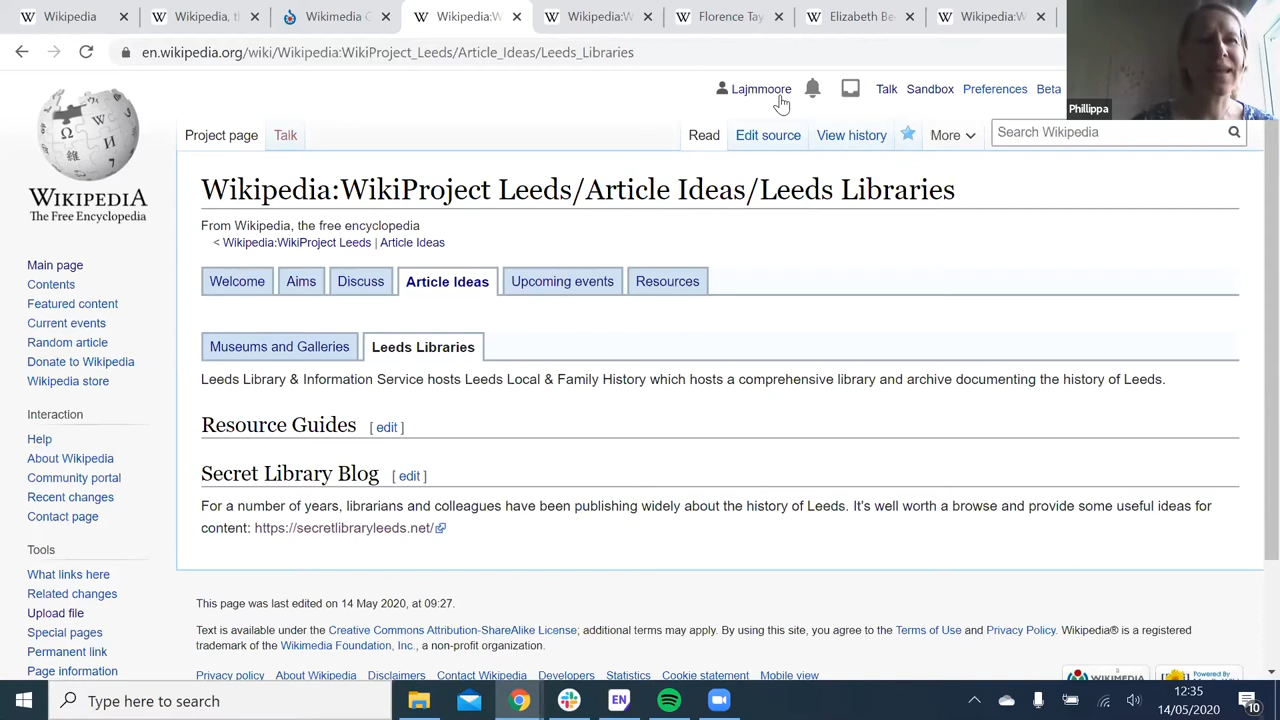 Wikipedia
Wikipedia, th
Wikimedia C
Wikipedia:W
Wikipedia:W
Florence Tay
Elizabeth Be
Wikipedia:W
en.wikipedia.org/wiki/Wikipedia:WikiProject_Leeds/Article_Ideas/Leeds_Libraries
Phillippa
WIKIPEDIA
The Free Encyclopedia
Lajmmoore
Talk
Sandbox
Preferences
Beta
Project page
Talk
Read
Edit source
View history
More
Search Wikipedia
Wikipedia:WikiProject Leeds/Article Ideas/Leeds Libraries
From Wikipedia, the free encyclopedia
< Wikipedia:WikiProject Leeds | Article Ideas
Welcome
Aims
Discuss
Article Ideas
Upcoming events
Resources
Museums and Galleries
Leeds Libraries
Leeds Library & Information Service hosts Leeds Local & Family History which hosts a comprehensive library and archive documenting the history of Leeds.
Resource Guides [ edit ]
Secret Library Blog [ edit ]
For a number of years, librarians and colleagues have been publishing widely about the history of Leeds. It's well worth a browse and provide some useful ideas for
content: https://secretlibraryleeds.net/
Main page
Contents
Featured content
Current events
Random article
Donate to Wikipedia
Wikipedia store
Interaction
Help
About Wikipedia
Community portal
Recent changes
Contact page
Tools
What links here
Related changes
Upload file
Special pages
Permanent link
Page information
This page was last edited on 14 May 2020, at 09:27.
Text is available under the Creative Commons Attribution-ShareAlike License; additional terms may apply. By using this site, you agree to the Terms of Use and Privacy Policy. Wikipedia® is a registered
trademark of the Wikimedia Foundation, Inc., a non-profit organization.
Privacy policy
About Wikipedia
Disclaimers
Contact Wikipedia
Developers
Statistics
Cookie statement
Mobile view
Type here to search
EN
12:35
14/05/2020
10